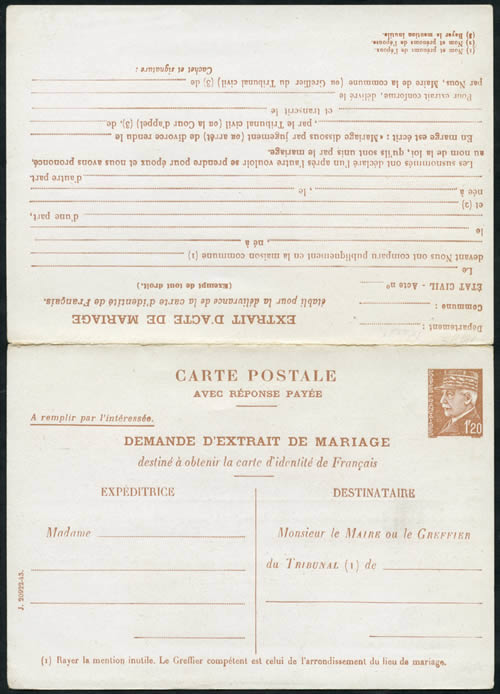 CARTE POSTALE
AVEC RÉPONSE PAYÉE
A remplir par l'intéressée.
1f20
DEMANDE D'EXTRAIT DE MARIAGE
destiné à obtenir la carte d'identité de Français
EXPÉDITRICE
Madame
DESTINATAIRE
Monsieur le MAIRE ou le GREFFIER
du TRIBUNAL (1) de
J. 20922-43.
(1) Rayer la mention inutile. Le Greffier compétent est celui de l'arrondissement du lieu de mariage.
Département :
Commune :
ÉTAT CIVIL - Acte n°
EXTRAIT D'ACTE DE MARIAGE
établi pour la délivrance de la carte d'identité de Français.
(Exempt de tout droit.)
Le
devant Nous ont comparu publiquement en la maison commune (1)
, né à
le
d'une part,
et (2)
née à , le
d'autre part
Les susnommés ont déclaré l'un après l'autre vouloir se prendre pour époux et nous avons prononcé,
au nom de la loi, qu'ils sont unis par le mariage.
En marge est écrit : « Mariage dissous par jugement (ou arrêt) de divorce rendu le
, par le Tribunal civil (ou la Cour d'appel) (3), de
et transcrit le
Pour extrait conforme, délivré le
par Nous, Maire de la commune (ou Greffier du Tribunal civil) (3) de
Cachet et signature :
(1) Nom et prénoms de l'époux.
(2) Nom et prénoms de l'épouse.
(3) Rayer la mention inutile.